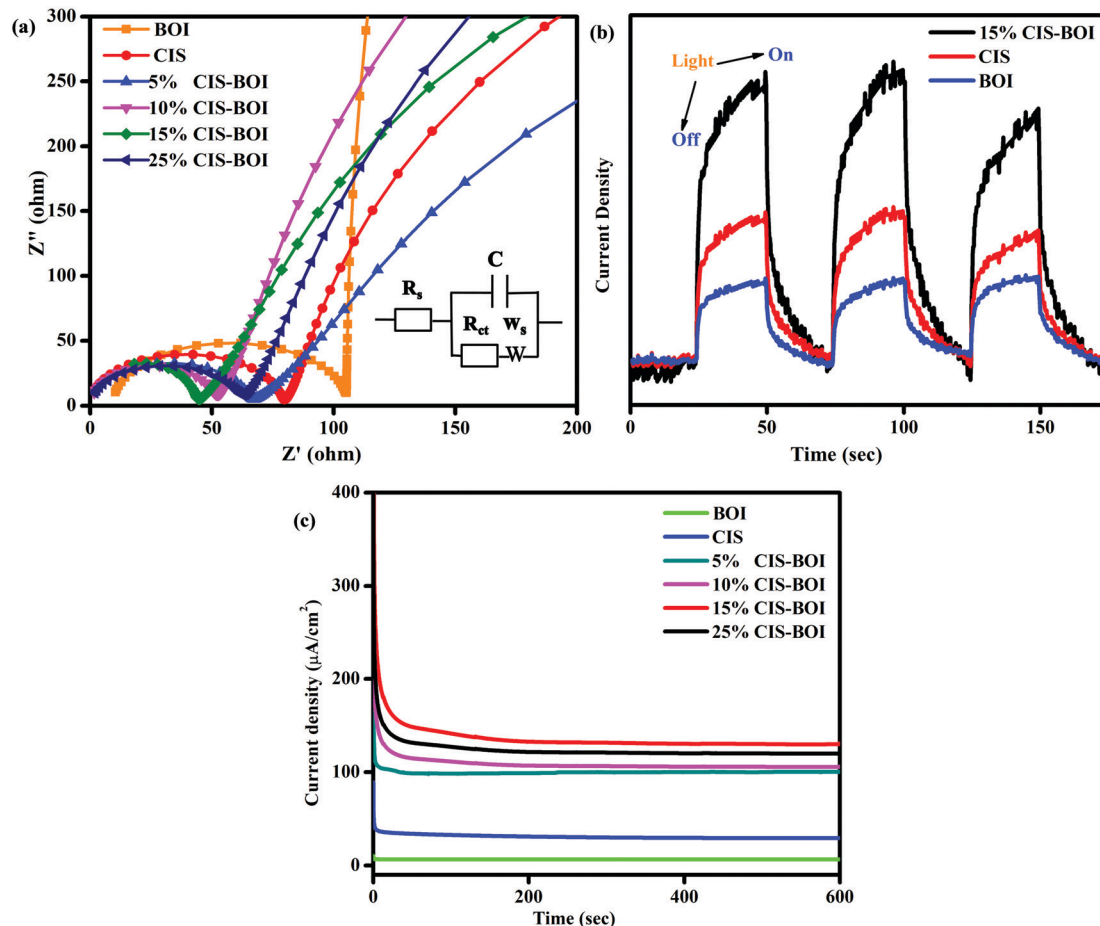 (a)
300
250
200
150
100
50
0
Z'' (ohm)
BOI
CIS
5% CIS-BOI
10% CIS-BOI
15% CIS-BOI
25% CIS-BOI
C
Rs
Rct
ws
W
0 50 100 150 200
Z' (ohm)
(b)
Current Density
Light
On
Off
15% CIS-BOI
CIS
BOI
0 50 100 150
Time (sec)
(c)
400
300
200
100
0
Current density (μA/cm²)
BOI
CIS
5% CIS-BOI
10% CIS-BOI
15% CIS-BOI
25% CIS-BOI
0 200 400 600
Time (sec)